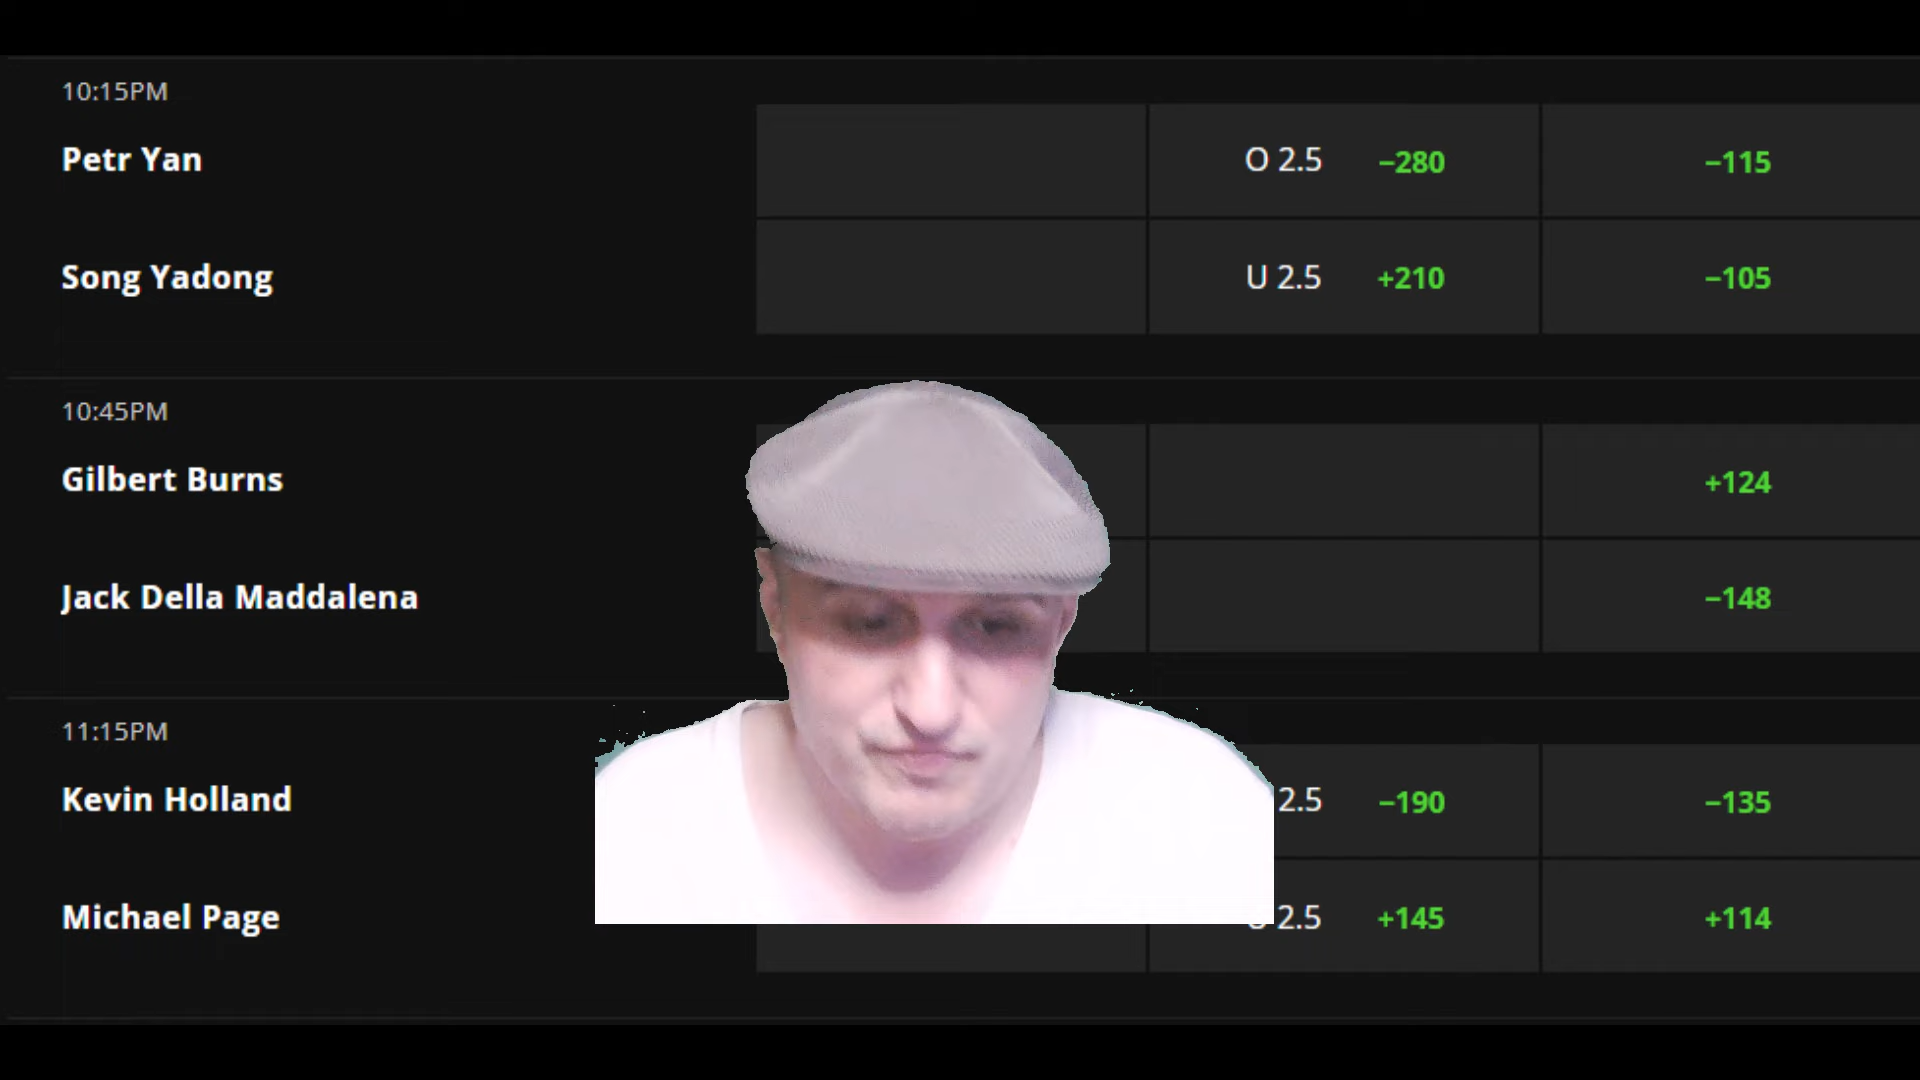 10:15PM
Petr Yan O 2.5 −280 −115
Song Yadong U 2.5 +210 −105
10:45PM
Gilbert Burns +124
Jack Della Maddalena −148
11:15PM
Kevin Holland 2.5 −190 −135
Michael Page 2.5 +145 +114